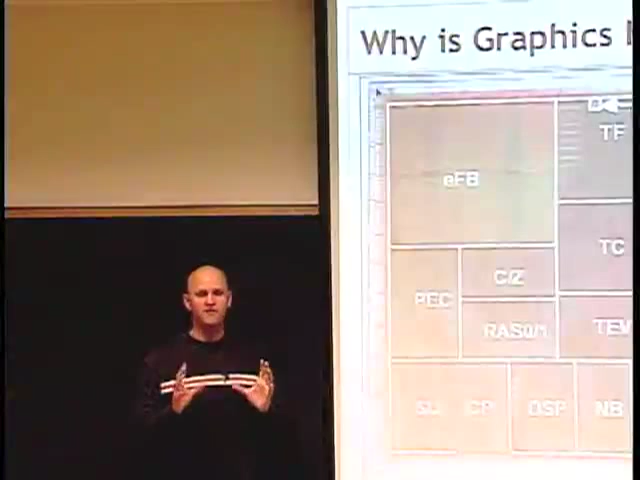 Why is Graphics
TF
eFB
TC
C/Z
PEC
RAS0/1
TEV
SU CP DSP NB